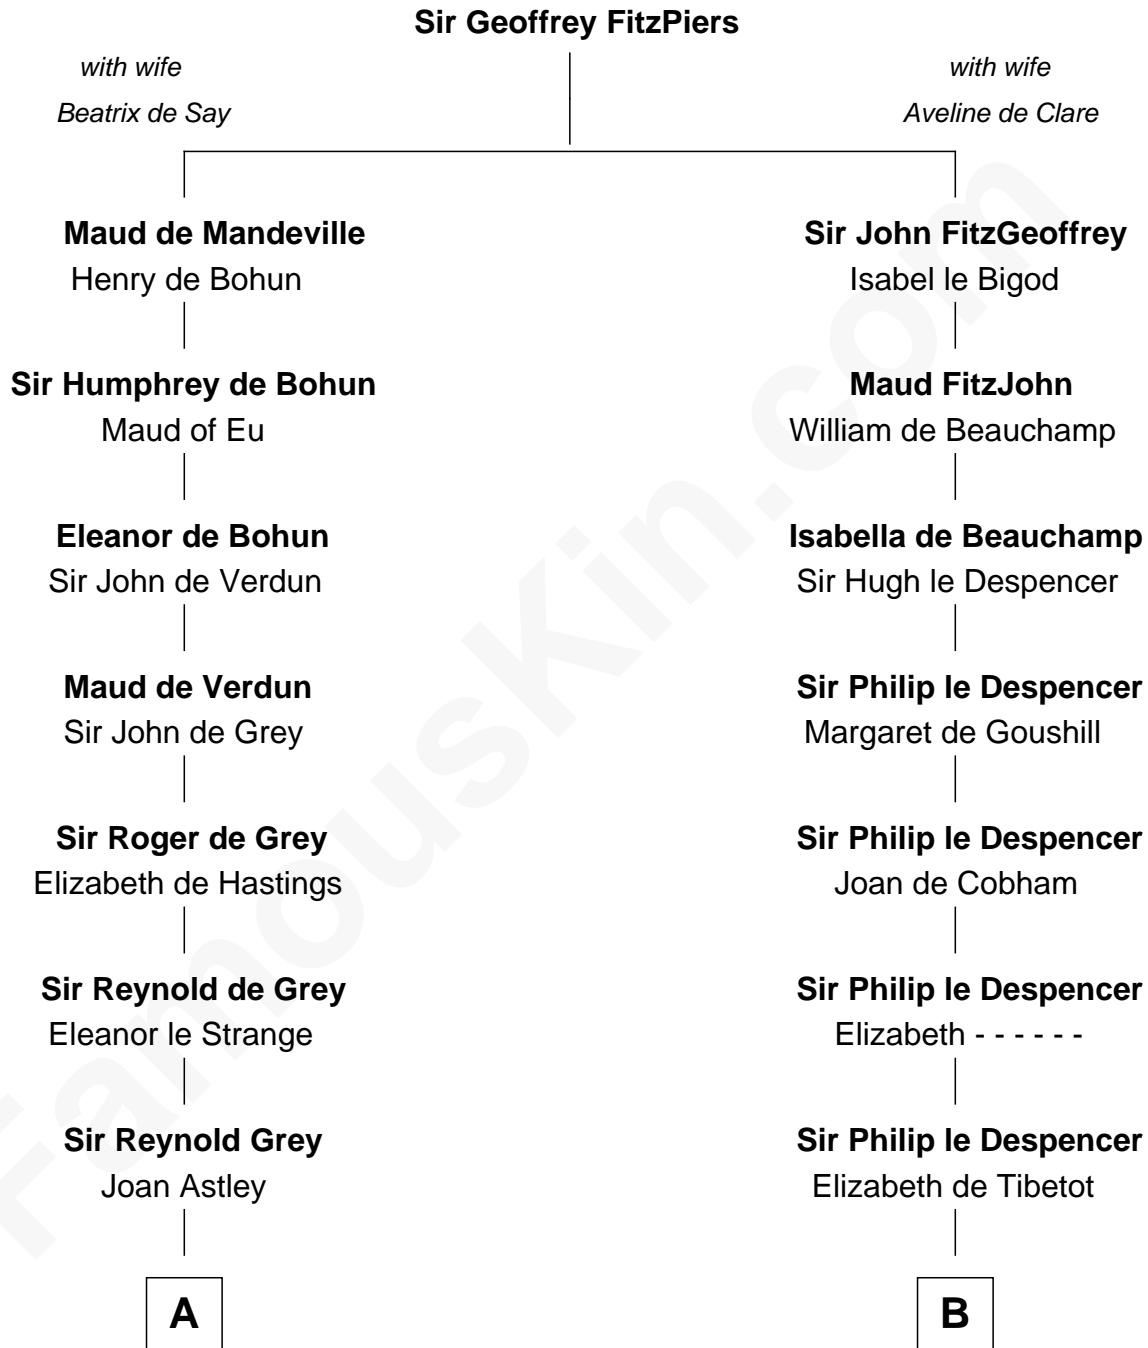 Sir Geoffrey FitzPiers
with wife
Beatrix de Say
with wife
Aveline de Clare
Maud de Mandeville
Henry de Bohun
Sir John FitzGeoffrey
Isabel le Bigod
Sir Humphrey de Bohun
Maud of Eu
Maud FitzJohn
William de Beauchamp
Eleanor de Bohun
Sir John de Verdun
Isabella de Beauchamp
Sir Hugh le Despencer
Maud de Verdun
Sir John de Grey
Sir Philip le Despencer
Margaret de Goushill
Sir Roger de Grey
Elizabeth de Hastings
Sir Philip le Despencer
Joan de Cobham
Sir Reynold de Grey
Eleanor le Strange
Sir Philip le Despencer
Elizabeth - - - - - -
Sir Reynold Grey
Joan Astley
Sir Philip le Despencer
Elizabeth de Tibetot
A
B
FamousKin.com